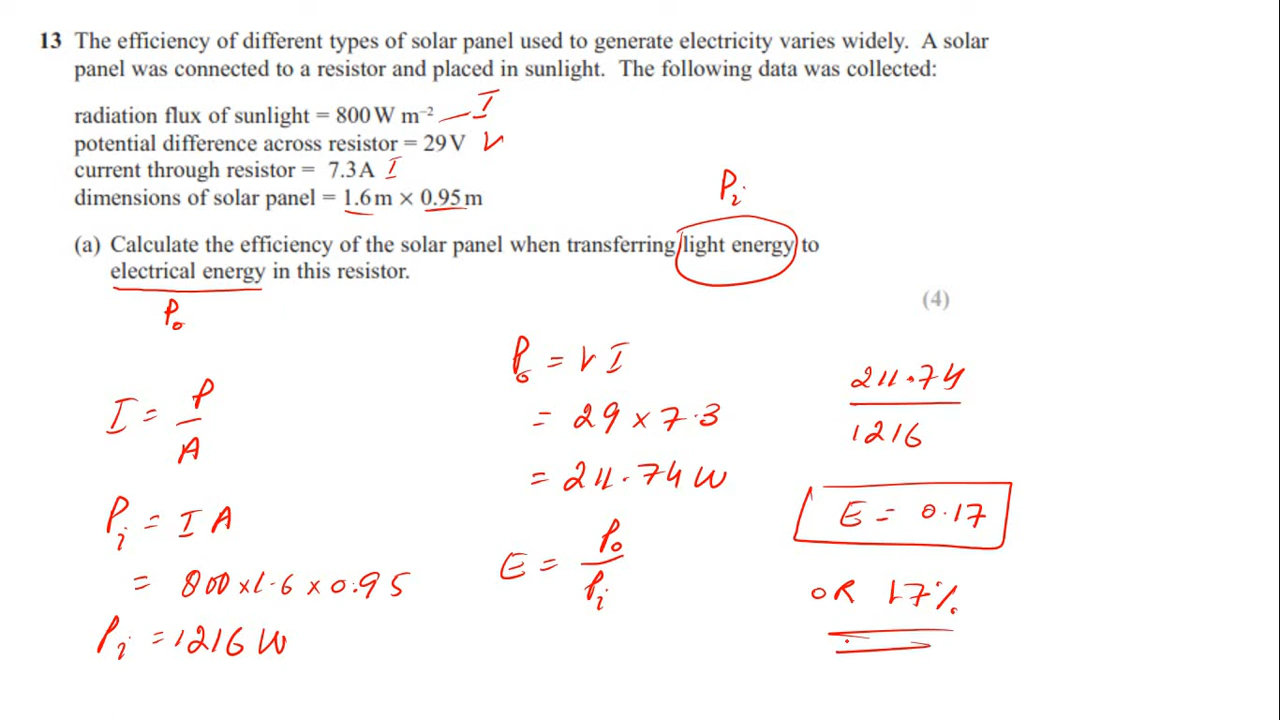 13 The efficiency of different types of solar panel used to generate electricity varies widely. A solar
panel was connected to a resistor and placed in sunlight. The following data was collected:
radiation flux of sunlight = 800 W m⁻² — I
potential difference across resistor = 29 V V
current through resistor = 7.3 A I
dimensions of solar panel = 1.6 m × 0.95 m
Pi
(a) Calculate the efficiency of the solar panel when transferring light energy to
electrical energy in this resistor.
Po
(4)
I = P/A
Pi = IA
= 800 × 1.6 × 0.95
Pi = 1216 W
Po = VI
= 29 × 7.3
= 211.74 W
E = Po/Pi
211.74/1216
E = 0.17
OR 17%